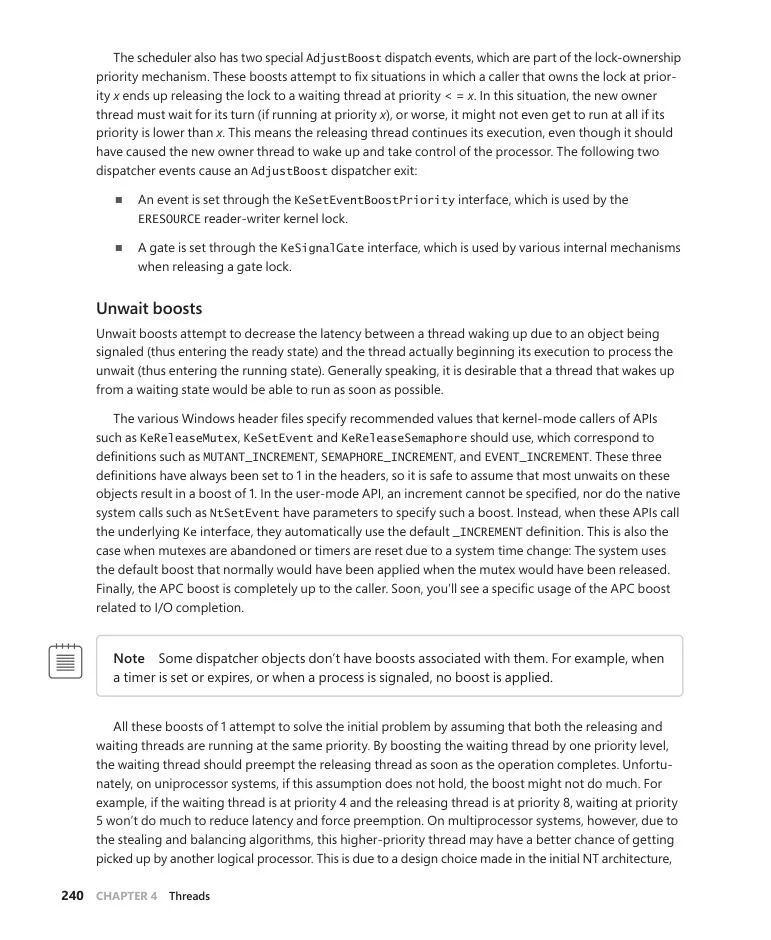 The scheduler also has two special AdjustBoost dispatch events, which are part of the lock-ownership
priority mechanism. These boosts attempt to fix situations in which a caller that owns the lock at prior-
ity x ends up releasing the lock to a waiting thread at priority < = x. In this situation, the new owner
thread must wait for its turn (if running at priority x), or worse, it might not even get to run at all if its
priority is lower than x. This means the releasing thread continues its execution, even though it should
have caused the new owner thread to wake up and take control of the processor. The following two
dispatcher events cause an AdjustBoost dispatcher exit:
■ An event is set through the KeSetEventBoostPriority interface, which is used by the
ERESOURCE reader-writer kernel lock.
■ A gate is set through the KeSignalGate interface, which is used by various internal mechanisms
when releasing a gate lock.
Unwait boosts
Unwait boosts attempt to decrease the latency between a thread waking up due to an object being
signaled (thus entering the ready state) and the thread actually beginning its execution to process the
unwait (thus entering the running state). Generally speaking, it is desirable that a thread that wakes up
from a waiting state would be able to run as soon as possible.
The various Windows header files specify recommended values that kernel-mode callers of APIs
such as KeReleaseMutex, KeSetEvent and KeReleaseSemaphore should use, which correspond to
definitions such as MUTANT_INCREMENT, SEMAPHORE_INCREMENT, and EVENT_INCREMENT. These three
definitions have always been set to 1 in the headers, so it is safe to assume that most unwaits on these
objects result in a boost of 1. In the user-mode API, an increment cannot be specified, nor do the native
system calls such as NtSetEvent have parameters to specify such a boost. Instead, when these APIs call
the underlying Ke interface, they automatically use the default _INCREMENT definition. This is also the
case when mutexes are abandoned or timers are reset due to a system time change: The system uses
the default boost that normally would have been applied when the mutex would have been released.
Finally, the APC boost is completely up to the caller. Soon, you'll see a specific usage of the APC boost
related to I/O completion.
Note Some dispatcher objects don't have boosts associated with them. For example, when
a timer is set or expires, or when a process is signaled, no boost is applied.
All these boosts of 1 attempt to solve the initial problem by assuming that both the releasing and
waiting threads are running at the same priority. By boosting the waiting thread by one priority level,
the waiting thread should preempt the releasing thread as soon as the operation completes. Unfortu-
nately, on uniprocessor systems, if this assumption does not hold, the boost might not do much. For
example, if the waiting thread is at priority 4 and the releasing thread is at priority 8, waiting at priority
5 won't do much to reduce latency and force preemption. On multiprocessor systems, however, due to
the stealing and balancing algorithms, this higher-priority thread may have a better chance of getting
picked up by another logical processor. This is due to a design choice made in the initial NT architecture,
240 CHAPTER 4 Threads